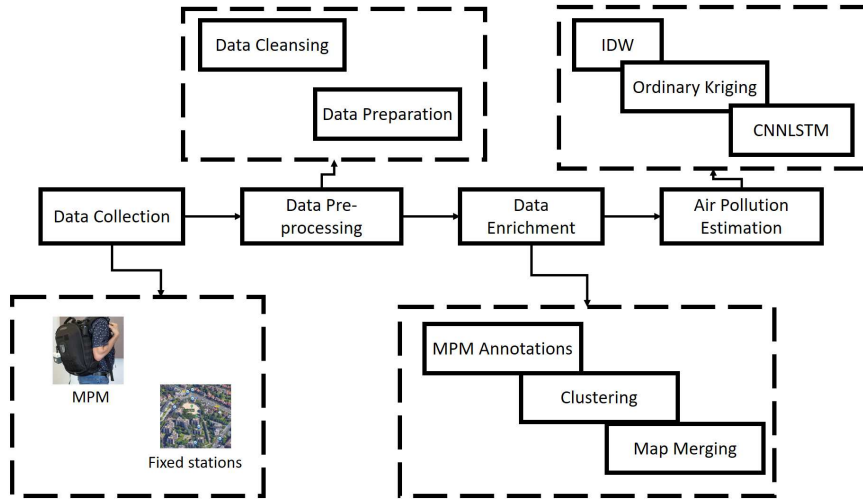 Data Cleansing
Data Preparation
IDW
Ordinary Kriging
CNNLSTM
Data Collection
Data Pre-
processing
Data
Enrichment
Air Pollution
Estimation
MPM
Fixed stations
MPM Annotations
Clustering
Map Merging